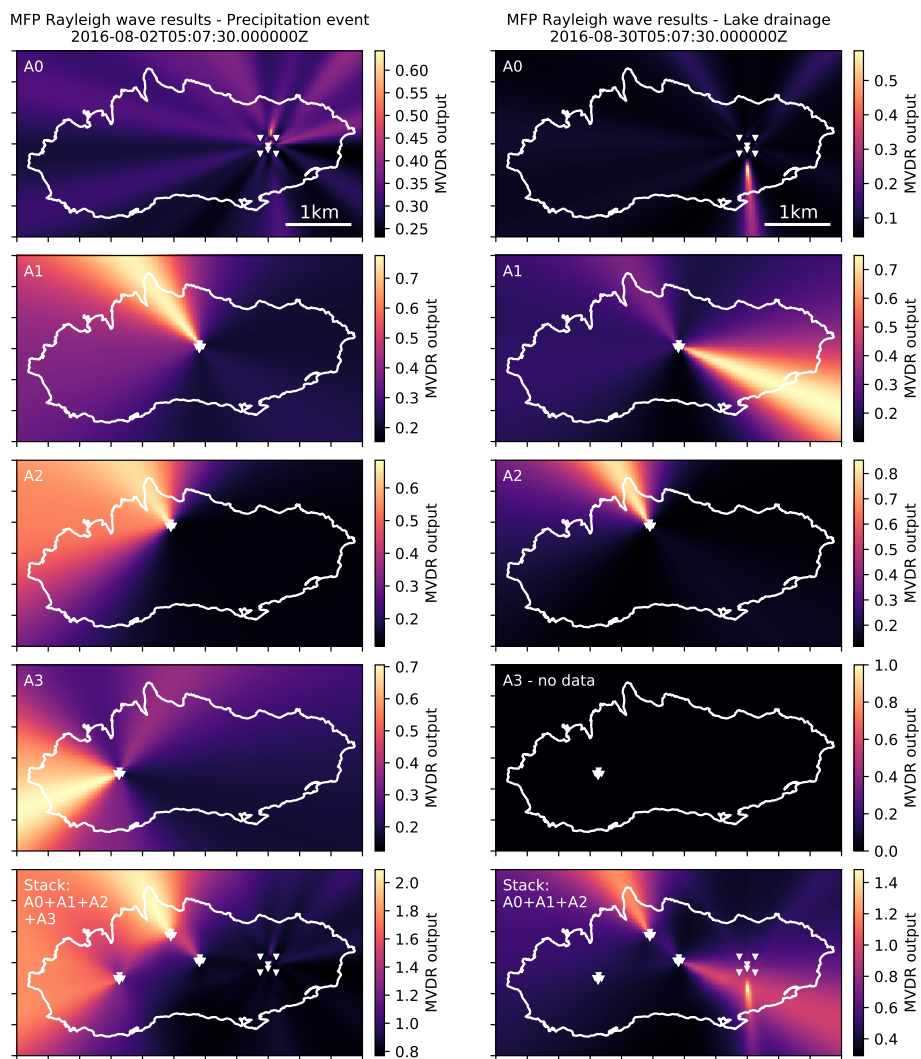 MFP Rayleigh wave results - Precipitation event
2016-08-02T05:07:30.000000Z
MFP Rayleigh wave results - Lake drainage
2016-08-30T05:07:30.000000Z
A0
1km
0.60
0.55
0.50
0.45
0.40
0.35
0.30
0.25
MVDR output
A0
1km
0.5
0.4
0.3
0.2
0.1
MVDR output
A1
0.7
0.6
0.5
0.4
0.3
0.2
MVDR output
A1
0.7
0.6
0.5
0.4
0.3
0.2
MVDR output
A2
0.6
0.5
0.4
0.3
0.2
MVDR output
A2
0.8
0.7
0.6
0.5
0.4
0.3
0.2
MVDR output
A3
0.7
0.6
0.5
0.4
0.3
0.2
MVDR output
A3 - no data
1.0
0.8
0.6
0.4
0.2
0.0
MVDR output
Stack:
A0+A1+A2
+A3
2.0
1.8
1.6
1.4
1.2
1.0
0.8
MVDR output
Stack:
A0+A1+A2
1.4
1.2
1.0
0.8
0.6
0.4
MVDR output